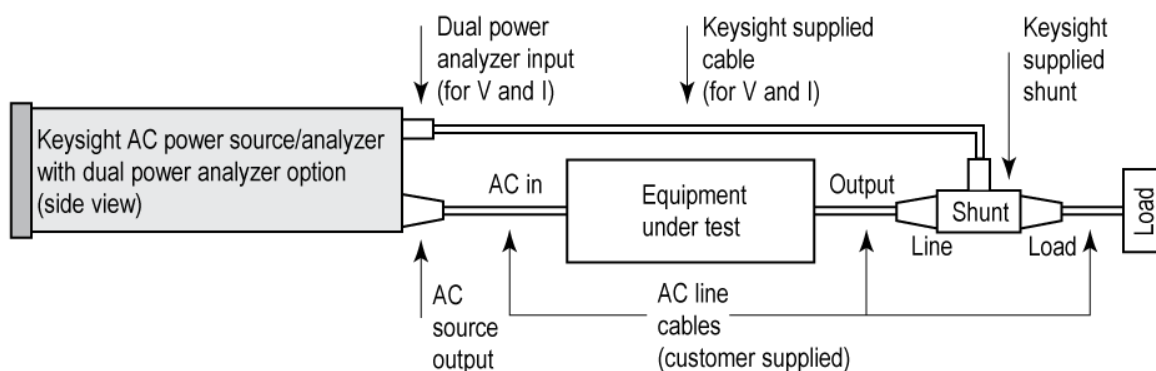 Dual power
analyzer input
(for V and I)
Keysight supplied
cable
(for V and I)
Keysight
supplied
shunt
Keysight AC power source/analyzer
with dual power analyzer option
(side view)
AC in
Equipment
under test
Output
Shunt
Line
Load
Load
AC
source
output
AC line
cables
(customer supplied)